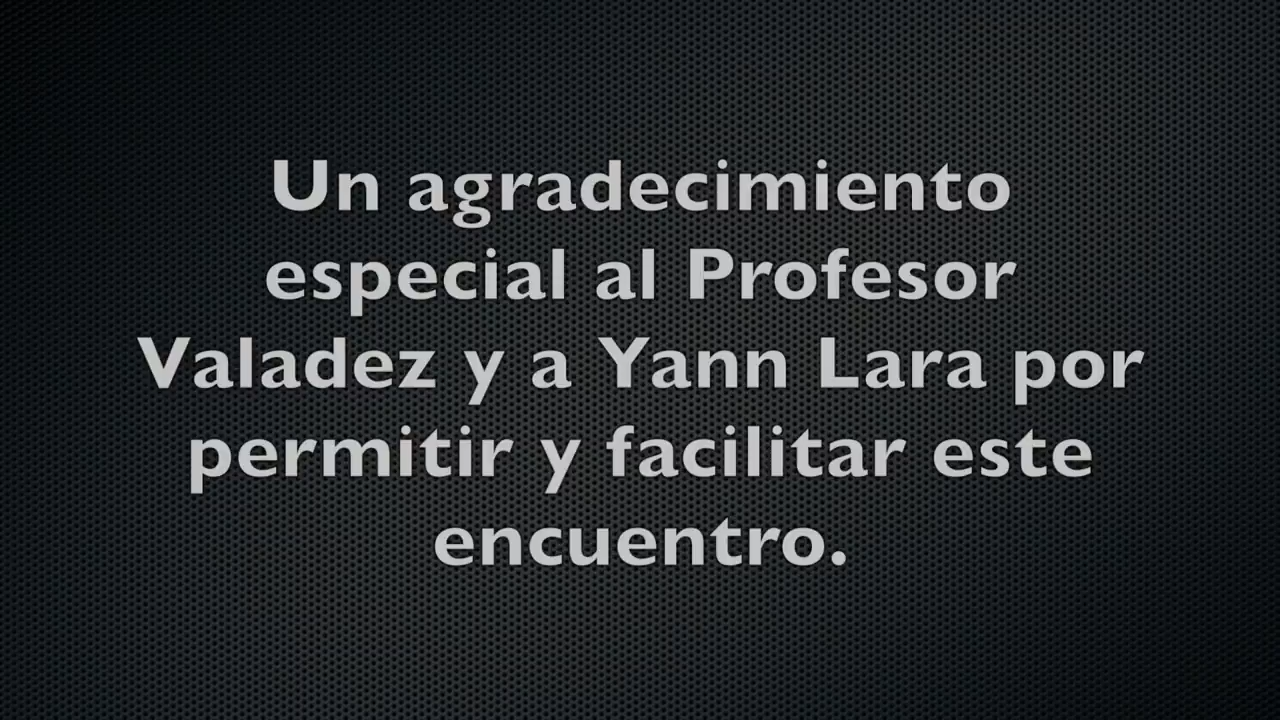 Un agradecimiento
especial al Profesor
Valadez y a Yann Lara por
permitir y facilitar este
encuentro.